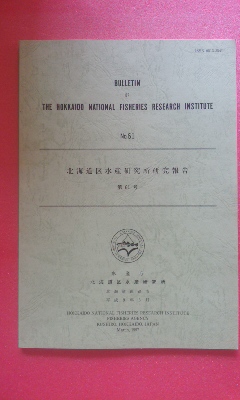 BULLETIN
OF
THE HOKKAIDO NATIONAL FISHERIES RESEARCH INSTITUTE
No.61
北海道区水産研究所研究報告
第61号
水産庁
北海道区水産研究所
HOKKAIDO NATIONAL FISHERIES RESEARCH INSTITUTE
FISHERIES AGENCY
KUSHIRO, HOKKAIDO, JAPAN
March, 1997